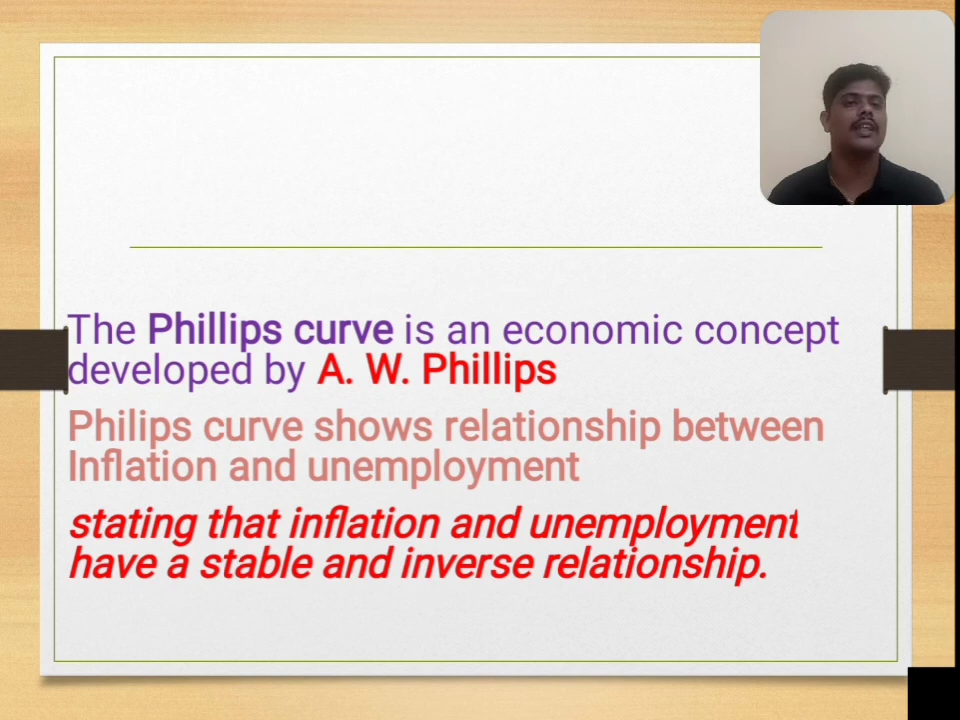 The Phillips curve is an economic concept
developed by A. W. Phillips
Philips curve shows relationship between
Inflation and unemployment
stating that inflation and unemployment
have a stable and inverse relationship.